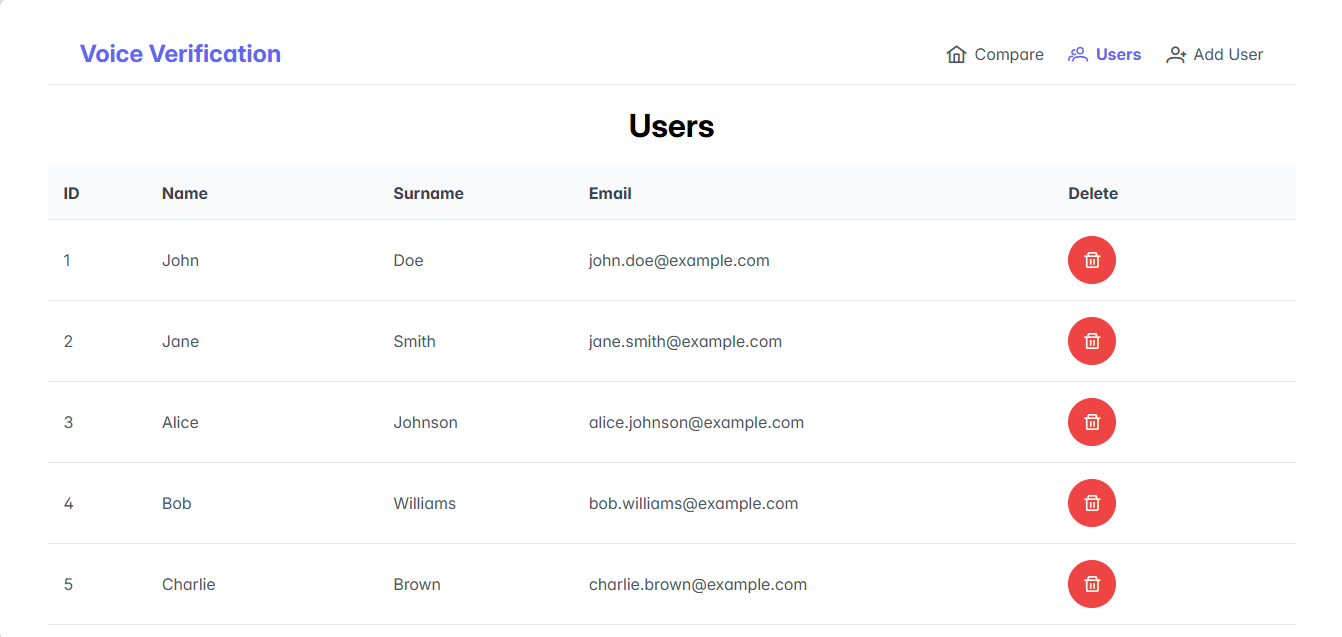 Voice Verification Compare Users Add User
Users
ID Name Surname Email Delete
1 John Doe john.doe@example.com
2 Jane Smith jane.smith@example.com
3 Alice Johnson alice.johnson@example.com
4 Bob Williams bob.williams@example.com
5 Charlie Brown charlie.brown@example.com